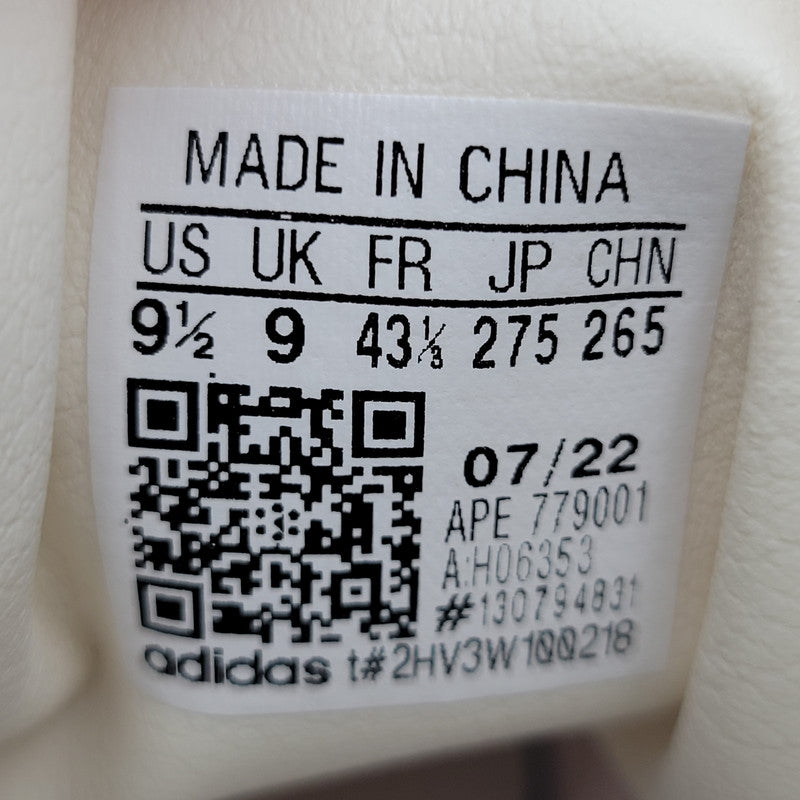 MADE IN CHINA
US UK FR JP CHN
9½ 9 43⅓ 275 265
07/22
APE 779001
A:H06353
#130794831
adidas t#2HV3W100218